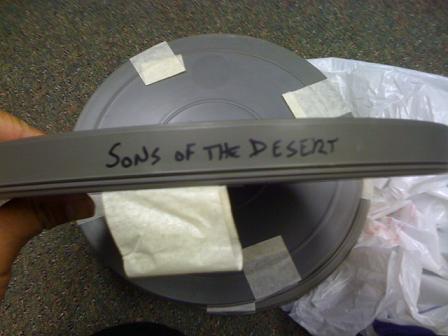 SONS OF THE DESERT